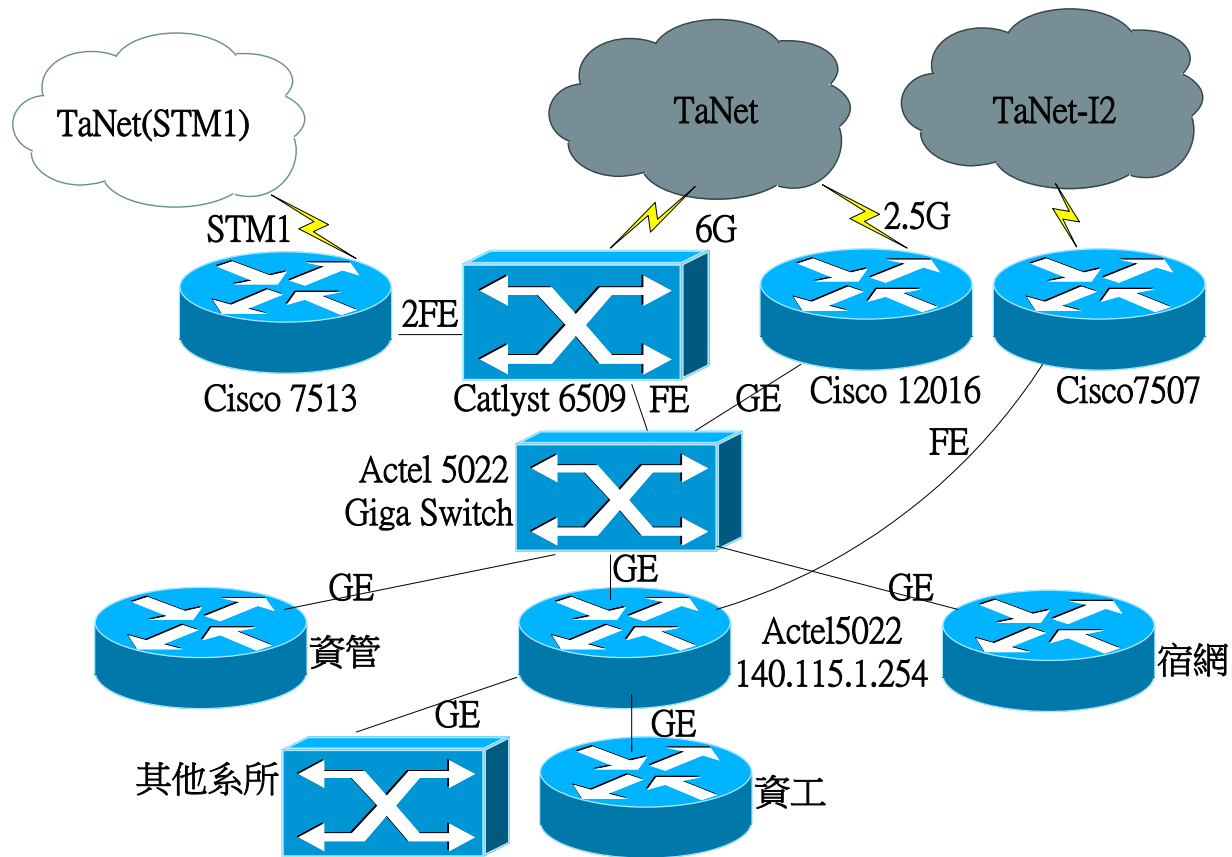 TaNet(STM1)
TaNet
TaNet-I2
STM1
6G
2.5G
2FE
Cisco 7513
Catlyst 6509
FE
GE
Cisco 12016
Cisco7507
FE
Actel 5022
Giga Switch
GE
GE
GE
資管
Actel5022
140.115.1.254
宿網
GE
GE
其他系所
資工